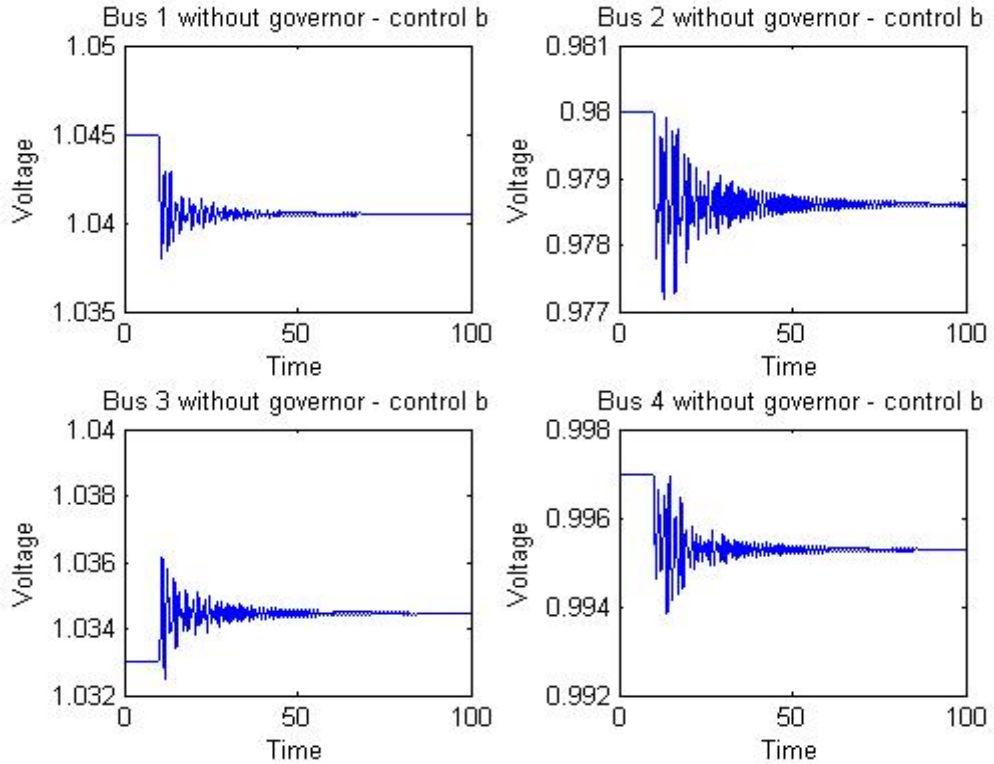 Bus 1 without governor - control b
1.05
1.045
1.04
1.035
Voltage
0
50
100
Time
Bus 2 without governor - control b
0.981
0.98
0.979
0.978
0.977
Voltage
0
50
100
Time
Bus 3 without governor - control b
1.04
1.038
1.036
1.034
1.032
Voltage
0
50
100
Time
Bus 4 without governor - control b
0.998
0.996
0.994
0.992
Voltage
0
50
100
Time